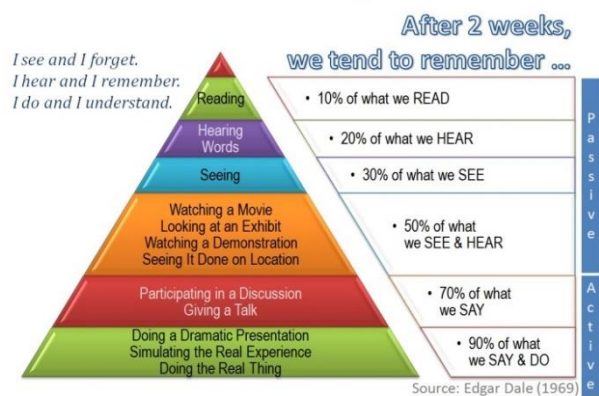 After 2 weeks,
we tend to remember ...
I see and I forget.
I hear and I remember.
I do and I understand.
Reading
• 10% of what we READ
Hearing
Words
• 20% of what we HEAR
Seeing
• 30% of what we SEE
Watching a Movie
Looking at an Exhibit
Watching a Demonstration
Seeing It Done on Location
• 50% of what
we SEE & HEAR
Passive
Participating in a Discussion
Giving a Talk
• 70% of what
we SAY
Doing a Dramatic Presentation
Simulating the Real Experience
Doing the Real Thing
• 90% of what
we SAY & DO
Active
Source: Edgar Dale (1969)